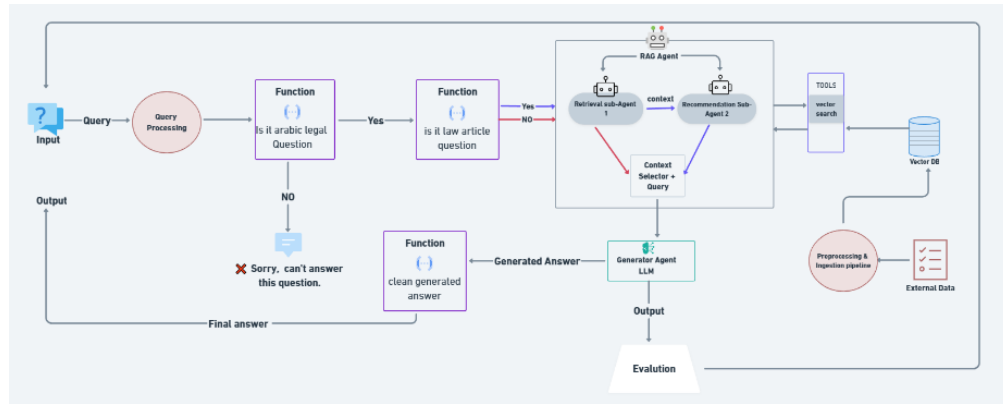 RAG Agent
Input
Query
Query
Processing
Function
Is it arabic legal
Question
Yes
Function
is it law article
question
Yes
NO
Retrieval sub-Agent
1
context
Recommendation Sub-
Agent 2
TOOLS
vector
search
Vector DB
Context
Selector +
Query
NO
Sorry, can't answer
this question.
Output
Function
clean generated
answer
Generated Answer
Generator Agent
LLM
Preprocessing &
Ingestion pipeline
External Data
Output
Final answer
Evalution